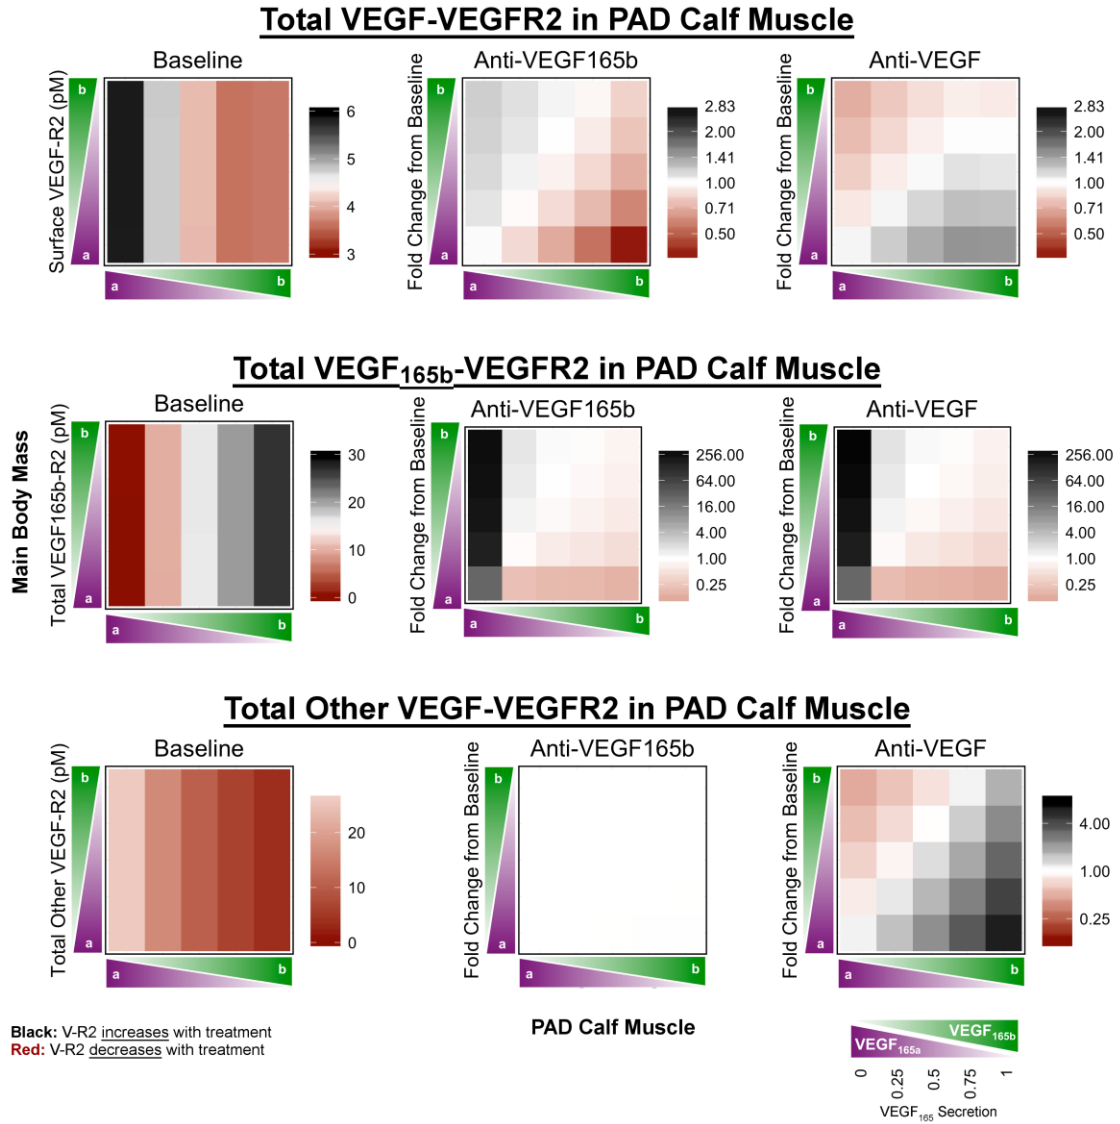 Total VEGF-VEGFR2 in PAD Calf Muscle
Baseline
Anti-VEGF165b
Anti-VEGF
Surface VEGF-R2 (pM)
b
a
a
b
6
5
4
3
Fold Change from Baseline
b
a
a
b
2.83
2.00
1.41
1.00
0.71
0.50
Fold Change from Baseline
b
a
a
b
2.83
2.00
1.41
1.00
0.71
0.50
Total VEGF165b-VEGFR2 in PAD Calf Muscle
Baseline
Anti-VEGF165b
Anti-VEGF
Main Body Mass
Total VEGF165b-R2 (pM)
b
a
a
b
30
20
10
0
Fold Change from Baseline
b
a
a
b
256.00
64.00
16.00
4.00
1.00
0.25
Fold Change from Baseline
b
a
a
b
256.00
64.00
16.00
4.00
1.00
0.25
Total Other VEGF-VEGFR2 in PAD Calf Muscle
Baseline
Anti-VEGF165b
Anti-VEGF
Total Other VEGF-R2 (pM)
b
a
a
b
20
10
0
Fold Change from Baseline
b
a
a
b
Fold Change from Baseline
b
a
a
b
4.00
1.00
0.25
Black: V-R2 increases with treatment
Red: V-R2 decreases with treatment
PAD Calf Muscle
VEGF165b
VEGF165a
0
0.25
0.5
0.75
1
VEGF165 Secretion